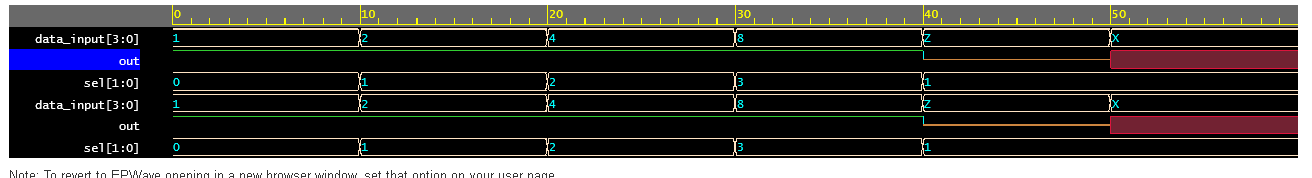 0 10 20 30 40 50
data_input[3:0] 1 2 4 8 Z X
out
sel[1:0] 0 1 2 3 1
data_input[3:0] 1 2 4 8 Z X
out
sel[1:0] 0 1 2 3 1
Note: To revert to EPWave opening in a new browser window, set that option on your user page.